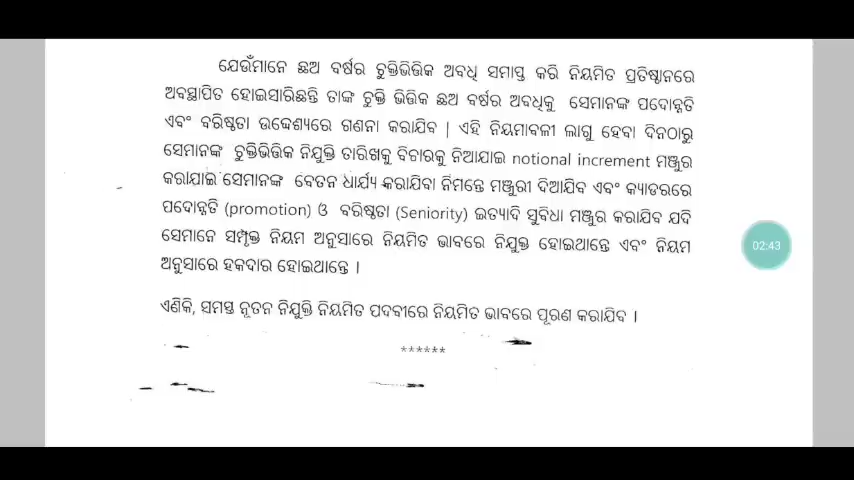 ଯେଉଁମାନେ ଛଅ ବର୍ଷର ଚୁକ୍ତିଭିତ୍ତିକ ଅବଧି ସମାପ୍ତ କରି ନିୟମିତ ପ୍ରତିଷ୍ଠାନରେ
ଅବସ୍ଥାପିତ ହୋଇସାରିଛନ୍ତି ତାଙ୍କ ଚୁକ୍ତି ଭିତ୍ତିକ ଛଅ ବର୍ଷର ଅବଧିକୁ ସେମାନଙ୍କ ପଦୋନ୍ନତି
ଏବଂ ବରିଷ୍ଠତା ଉଦ୍ଦେଶ୍ୟରେ ଗଣନା କରାଯିବ | ଏହି ନିୟମାବଳୀ ଲାଗୁ ହେବା ଦିନଠାରୁ
ସେମାନଙ୍କ ଚୁକ୍ତିଭିତ୍ତିକ ନିଯୁକ୍ତି ତାରିଖକୁ ବିଚାରକୁ ନିଆଯାଇ notional increment ମଞ୍ଜୁର
କରାଯାଇ ସେମାନଙ୍କ ବେତନ ଧାର୍ଯ୍ୟ କରାଯିବା ନିମନ୍ତେ ମଞ୍ଜୁରୀ ଦିଆଯିବ ଏବଂ କ୍ୟାଡରରେ
ପଦୋନ୍ନତି (promotion) ଓ ବରିଷ୍ଠତା (Seniority) ଇତ୍ୟାଦି ସୁବିଧା ମଞ୍ଜୁର କରାଯିବ ଯଦି
ସେମାନେ ସମ୍ପୃକ୍ତ ନିୟମ ଅନୁସାରେ ନିୟମିତ ଭାବରେ ନିଯୁକ୍ତ ହୋଇଥାନ୍ତେ ଏବଂ ନିୟମ
ଅନୁସାରେ ହକଦାର ହୋଇଥାନ୍ତେ ।
ଏଣିକି, ସମସ୍ତ ନୂତନ ନିଯୁକ୍ତି ନିୟମିତ ପଦବୀରେ ନିୟମିତ ଭାବରେ ପୂରଣ କରାଯିବ ।
******
02:43